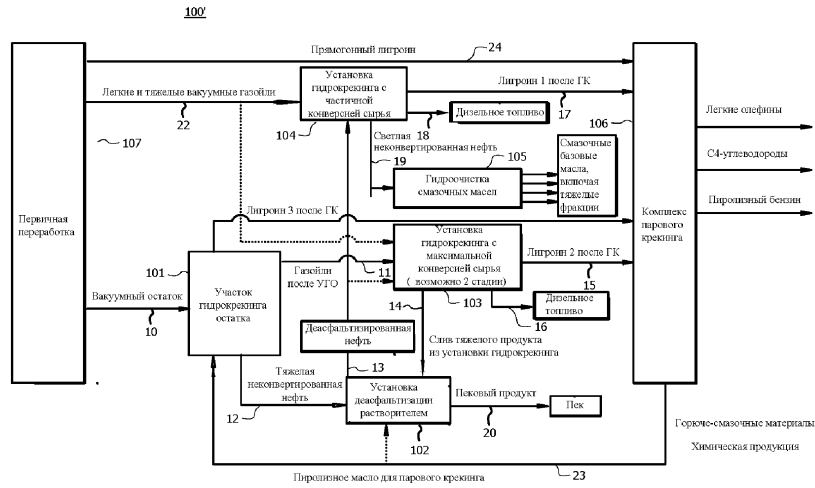 100'
Прямогонный лигроин
24
Установка
гидрокрекинга с
частичной
конверсией сырья
104
Легкие и тяжелые вакуумные газойли
22
Лигроин 1 после ГК
17
106
Дизельное топливо
18
Легкие олефины
107
Светлая
неконвертированная нефть
19
105
Гидроочистка
смазочных масел
Смазочные
базовые
масла,
включая
тяжелые
фракции
С4-углеводороды
Пиролизный бензин
Первичная
переработка
Комплекс
парового
крекинга
Лигроин 3 после ГК
101
Участок
гидрокрекинга
остатка
Газойли
после УГО
11
Установка
гидрокрекинга с
максимальной
конверсией сырья
( возможно 2 стадии)
103
Лигроин 2 после ГК
15
Вакуумный остаток
10
14
16
Дизельное
топливо
Деасфальтизированная
нефть
13
Слив тяжелого продукта
из установки гидрокрекинга
Тяжелая
неконвертированная
нефть
12
Установка
деасфальтизации
растворителем
102
Пековый продукт
20
Пек
Горюче-смазочные материалы
Химическая продукция
Пиролизное масло для парового крекинга
23